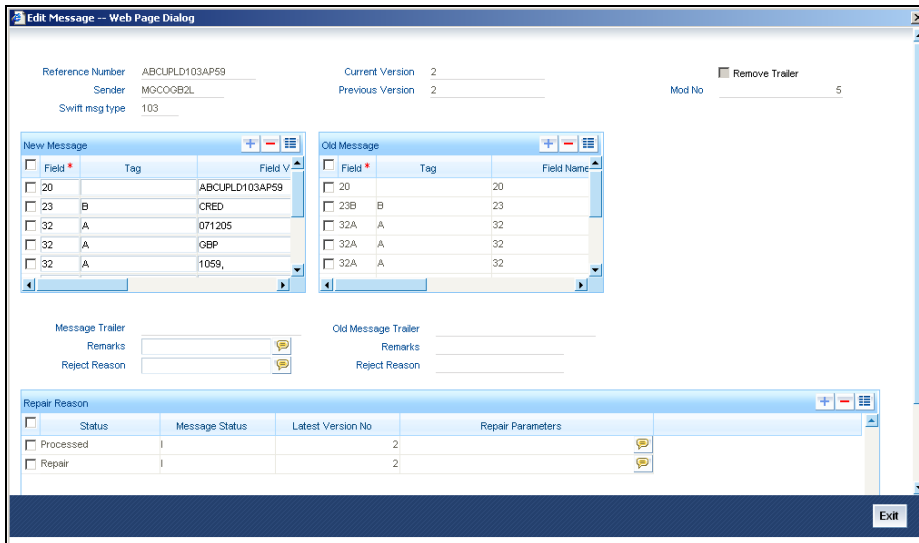 Edit Message -- Web Page Dialog
Reference Number ABCUPLD103AP59 Current Version 2 Remove Trailer
Sender MGCOGB2L Previous Version 2 Mod No 5
Swift msg type 103
New Message Old Message
Field * Tag Field V Field * Tag Field Name
20 ABCUPLD103AP59 20 20
23 B CRED 23B B 23
32 A 071205 32A A 32
32 A GBP 32A A 32
32 A 1059, 32A A 32
Message Trailer Old Message Trailer
Remarks Remarks
Reject Reason Reject Reason
Repair Reason
Status Message Status Latest Version No Repair Parameters
Processed I 2
Repair I 2
Exit